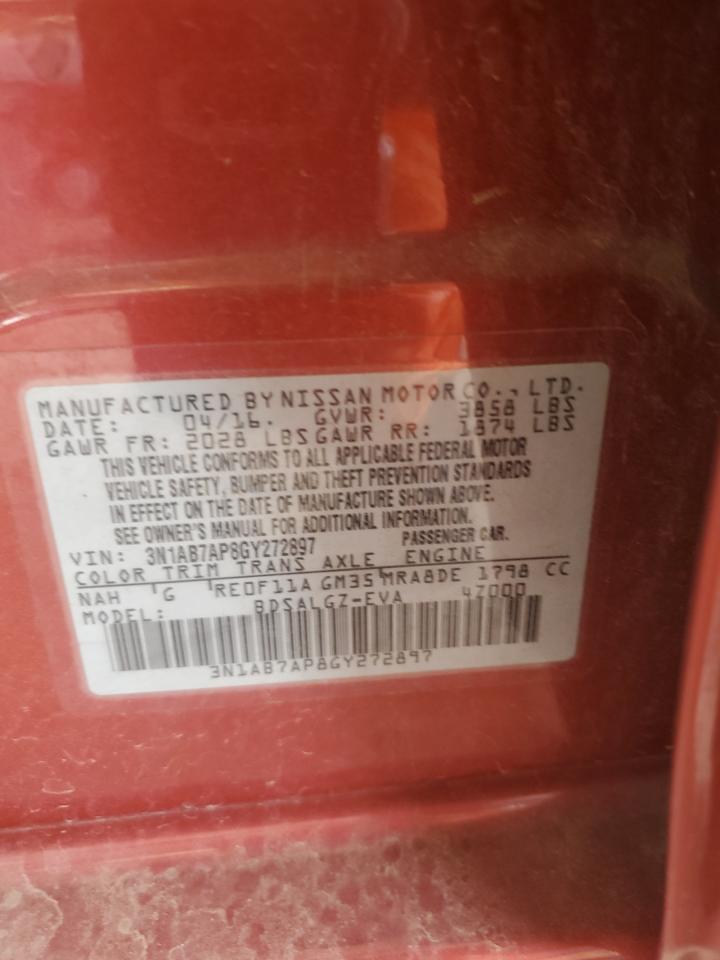 MANUFACTURED BY NISSAN MOTOR CO., LTD.
DATE: 04/16. GVWR: 3858 LBS
GAWR FR: 2028 LBS GAWR RR: 1874 LBS
THIS VEHICLE CONFORMS TO ALL APPLICABLE FEDERAL MOTOR
VEHICLE SAFETY, BUMPER AND THEFT PREVENTION STANDARDS
IN EFFECT ON THE DATE OF MANUFACTURE SHOWN ABOVE.
SEE OWNER'S MANUAL FOR ADDITIONAL INFORMATION.
VIN: 3N1AB7AP8GY272897 PASSENGER CAR.
COLOR TRIM TRANS AXLE ENGINE
NAH G RE0F11A GM35 MRA8DE 1798 CC
MODEL: BDSALGZ-EVA 4Z000
3N1AB7AP8GY272897